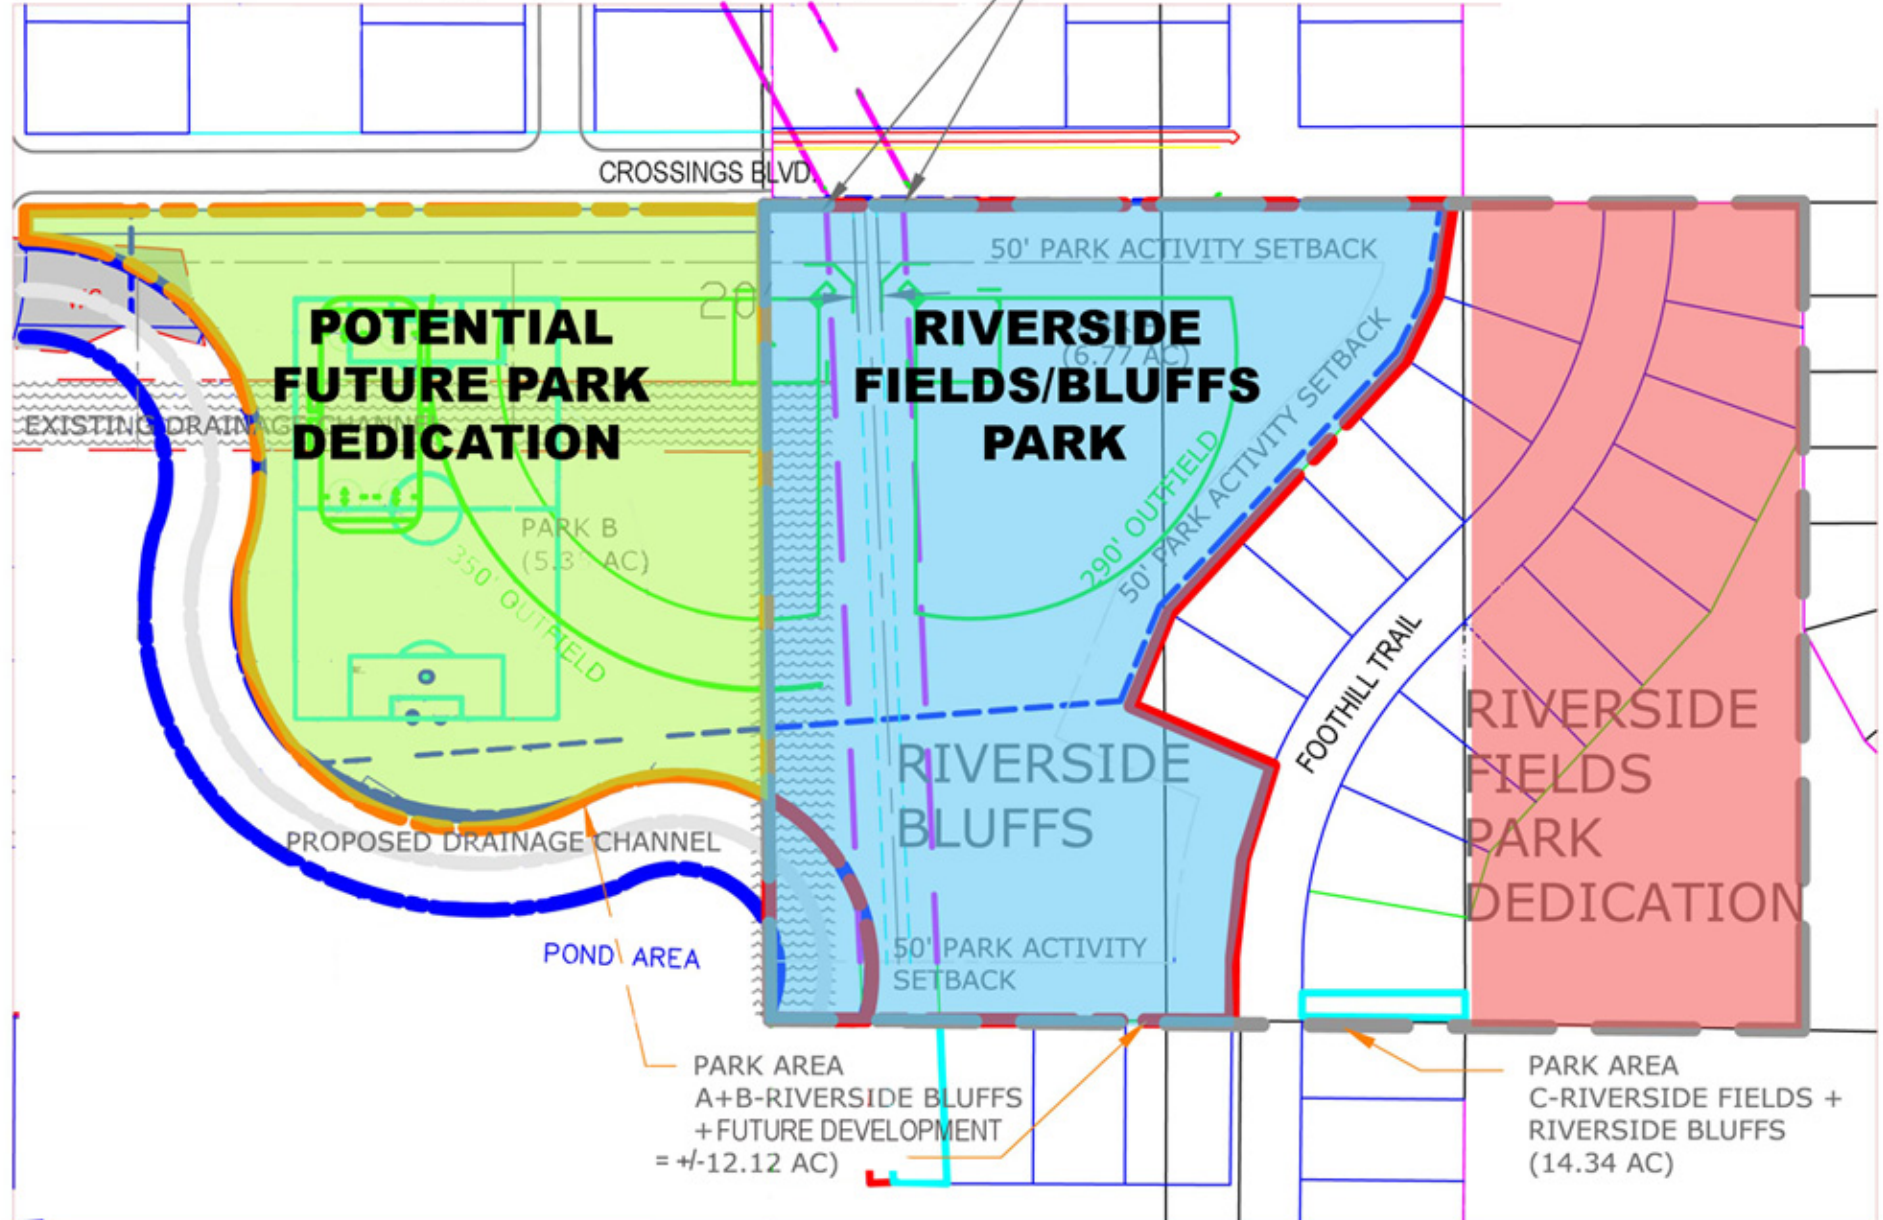 CROSSINGS BLVD.
50' PARK ACTIVITY SETBACK
POTENTIAL
FUTURE PARK
DEDICATION
RIVERSIDE
FIELDS/BLUFFS
PARK
(6.77 AC)
50' PARK ACTIVITY SETBACK
EXISTING DRAINAGE
290' OUTFIELD
350' OUTFIELD
PARK B
FOOTHILL TRAIL
RIVERSIDE
BLUFFS
RIVERSIDE
FIELDS
PARK
DEDICATION
PROPOSED DRAINAGE CHANNEL
POND AREA
50' PARK ACTIVITY
SETBACK
PARK AREA
A+B-RIVERSIDE BLUFFS
+FUTURE DEVELOPMENT
= +/-12.12 AC)
PARK AREA
C-RIVERSIDE FIELDS +
RIVERSIDE BLUFFS
(14.34 AC)